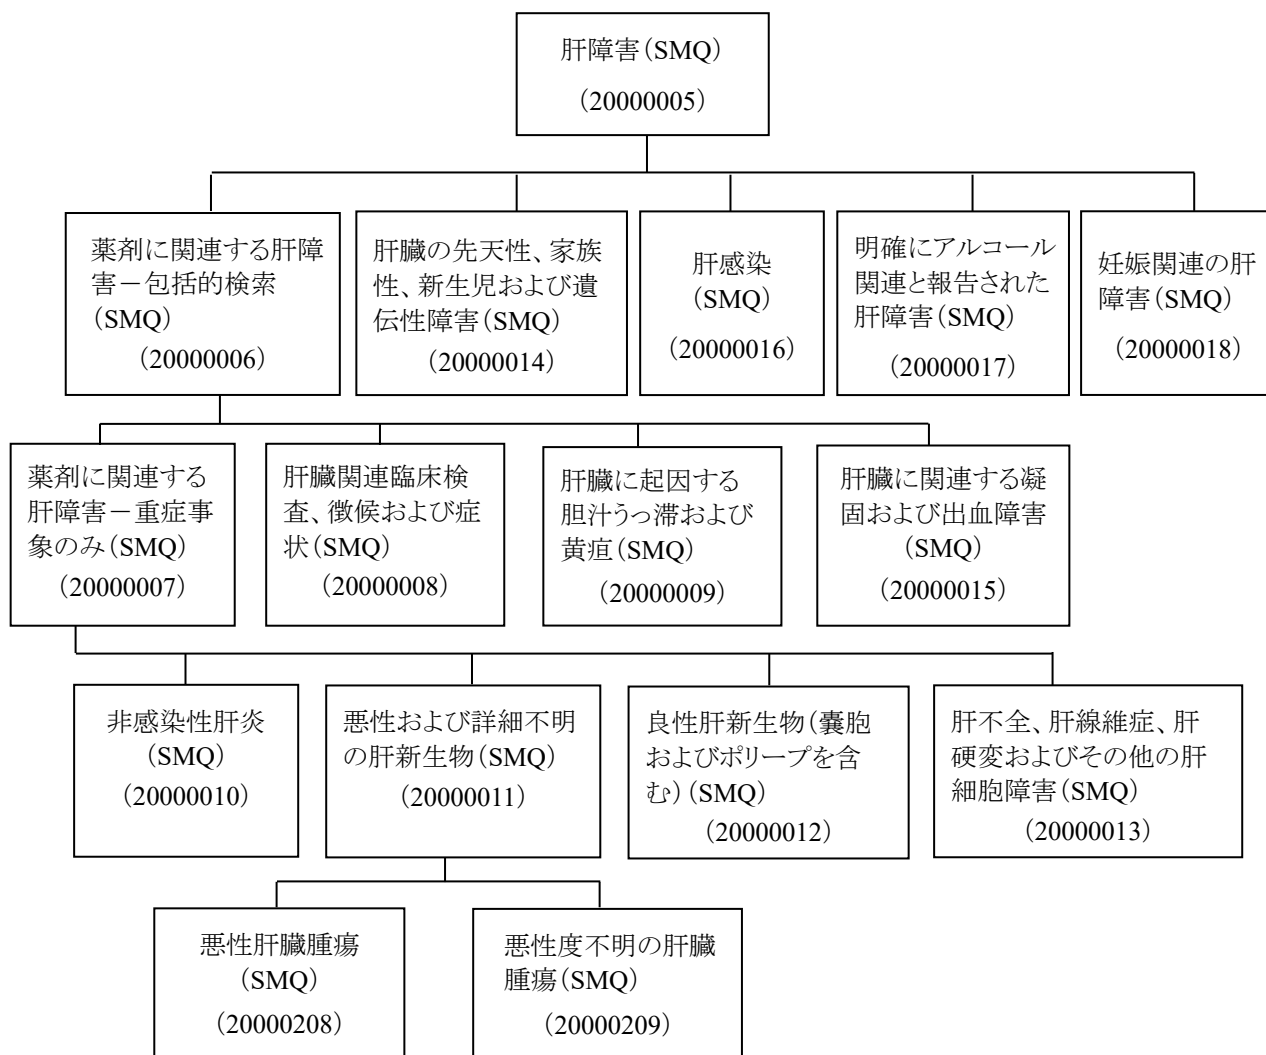 肝障害（SMQ）
（20000005）
薬剤に関連する肝障
害－包括的検索
（SMQ）
（20000006）
肝臓の先天性、家族
性、新生児および遺
伝性障害（SMQ）
（20000014）
肝感染
（SMQ）
（20000016）
明確にアルコール
関連と報告された
肝障害（SMQ）
（20000017）
妊娠関連の肝
障害（SMQ）
（20000018）
薬剤に関連する
肝障害－重症事
象のみ（SMQ）
（20000007）
肝臓関連臨床検
査、徴候および症
状（SMQ）
（20000008）
肝臓に起因する
胆汁うっ滞および
黄疸（SMQ）
（20000009）
肝臓に関連する凝
固および出血障害
（SMQ）
（20000015）
非感染性肝炎
（SMQ）
（20000010）
悪性および詳細不明
の肝新生物（SMQ）
（20000011）
良性肝新生物（嚢胞
およびポリープを含
む）（SMQ）
（20000012）
肝不全、肝線維症、肝
硬変およびその他の肝
細胞障害（SMQ）
（20000013）
悪性肝臓腫瘍
（SMQ）
（20000208）
悪性度不明の肝臓
腫瘍（SMQ）
（20000209）